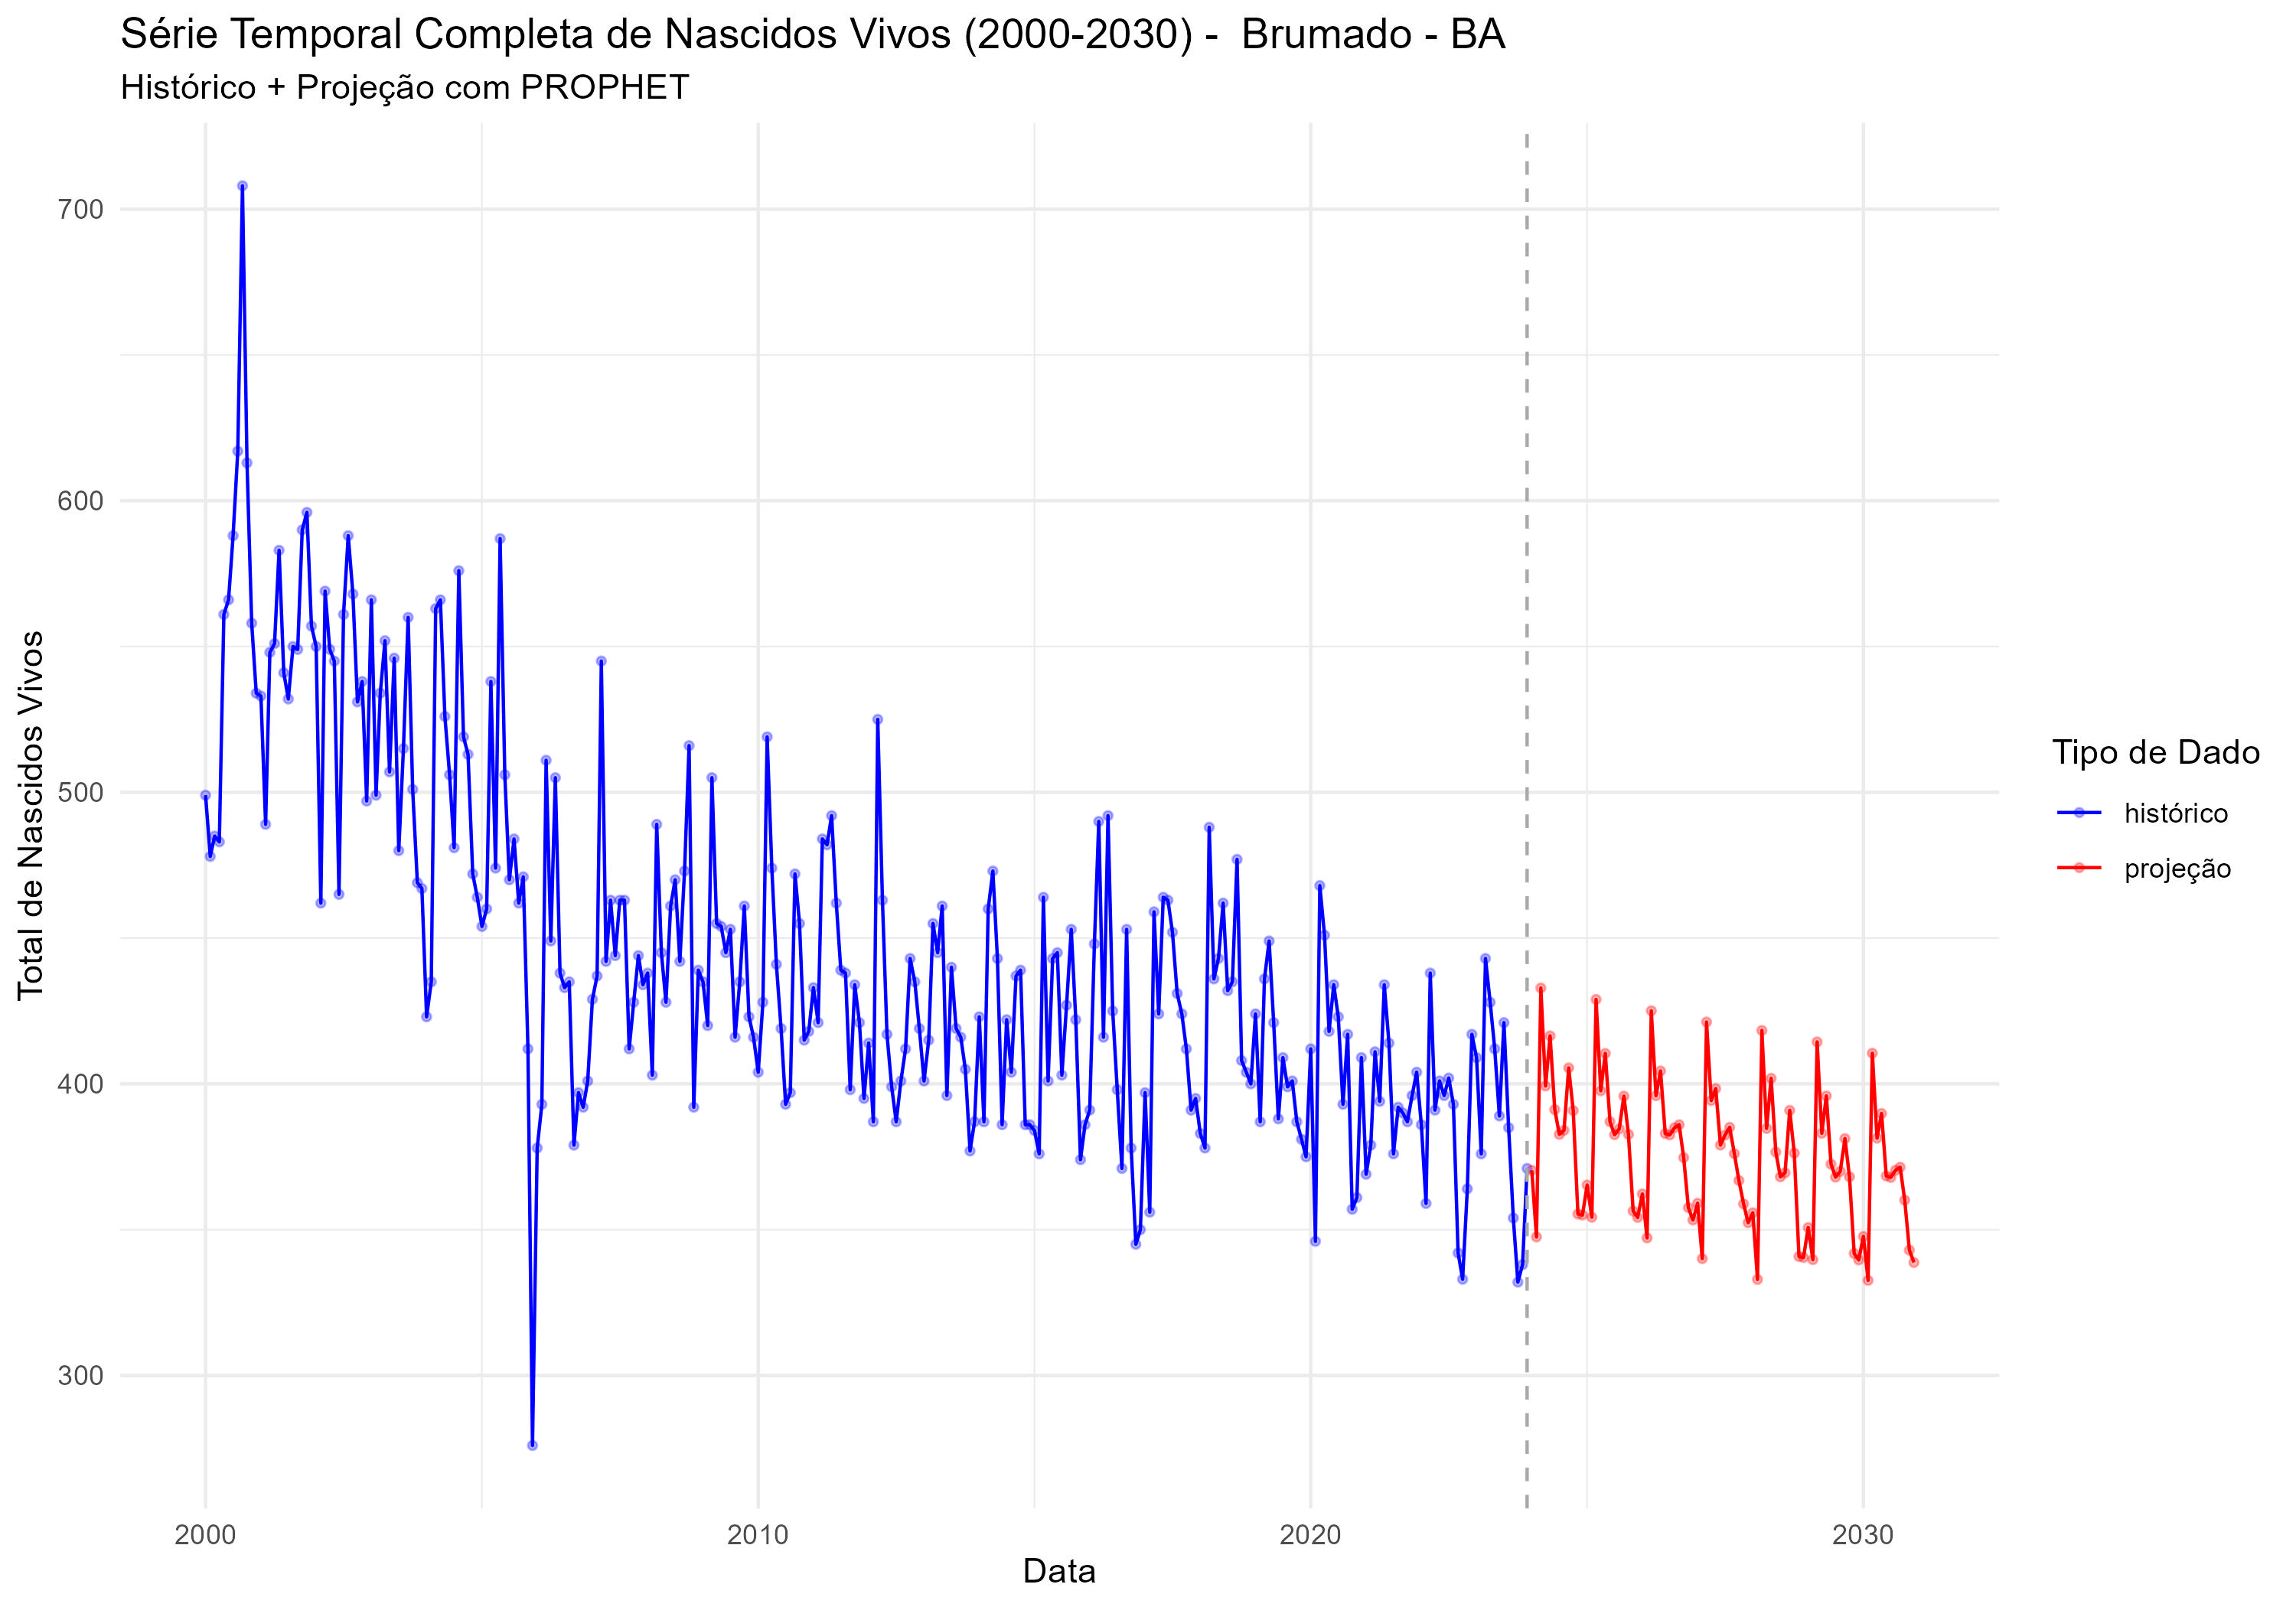 Série Temporal Completa de Nascidos Vivos (2000-2030) -  Brumado - BA
Histórico + Projeção com PROPHET
Total de Nascidos Vivos
700
600
500
400
300
2000
2010
2020
2030
Data
Tipo de Dado
histórico
projeção